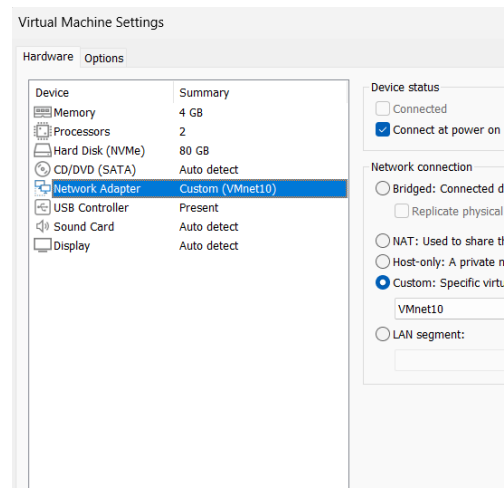 Virtual Machine Settings
Hardware Options
Device Summary
Memory 4 GB
Processors 2
Hard Disk (NVMe) 80 GB
CD/DVD (SATA) Auto detect
Network Adapter Custom (VMnet10)
USB Controller Present
Sound Card Auto detect
Display Auto detect
Device status
Connected
Connect at power on
Network connection
Bridged: Connected d
Replicate physical
NAT: Used to share th
Host-only: A private n
Custom: Specific virtu
VMnet10
LAN segment: